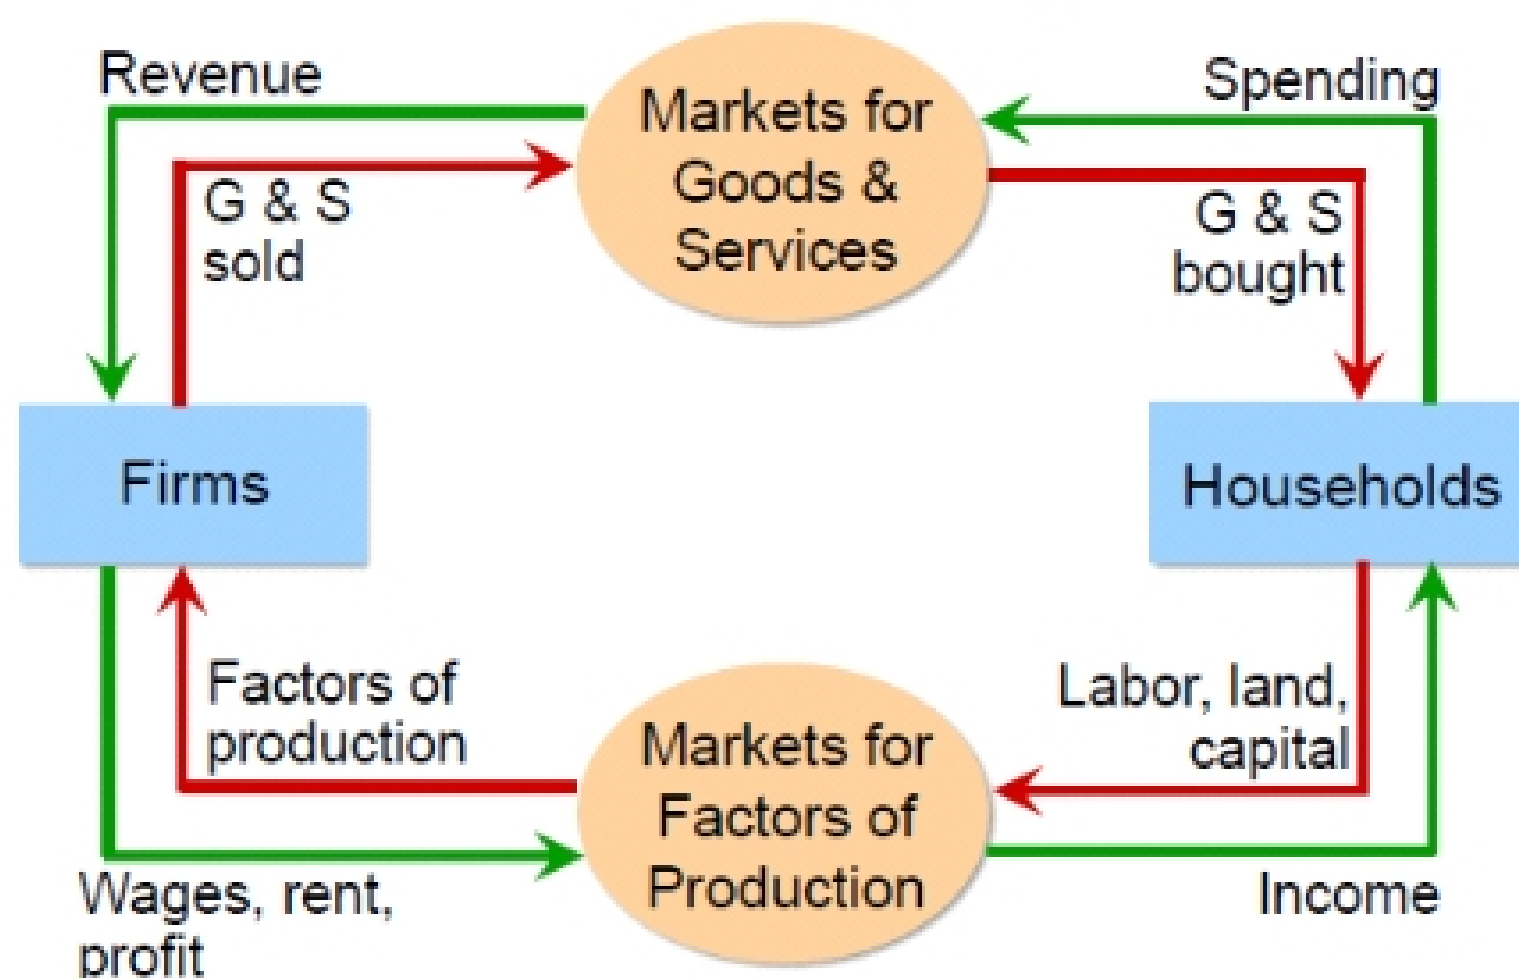 Revenue
Spending
Markets for
Goods &
Services
G & S
sold
G & S
bought
Firms
Households
Factors of
production
Labor, land,
capital
Markets for
Factors of
Production
Wages, rent,
profit
Income